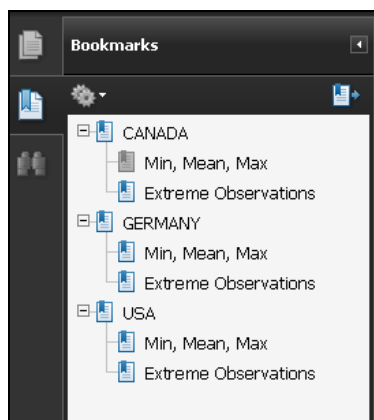 Bookmarks
CANADA
Min, Mean, Max
Extreme Observations
GERMANY
Min, Mean, Max
Extreme Observations
USA
Min, Mean, Max
Extreme Observations